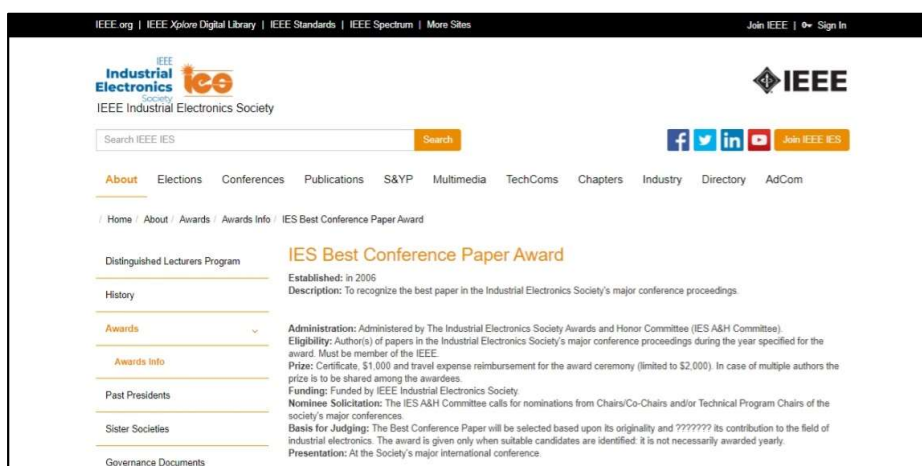 IEEE.org | IEEE Xplore Digital Library | IEEE Standards | IEEE Spectrum | More Sites
Join IEEE | Sign In
IEEE
Industrial
Electronics
Society
ies
IEEE Industrial Electronics Society
IEEE
Search IEEE IES
Search
f
in
Join IEEE IES
About Elections Conferences Publications S&YP Multimedia TechComs Chapters Industry Directory AdCom
/ Home / About / Awards / Awards Info / IES Best Conference Paper Award
Distinguished Lecturers Program
History
Awards
Awards Info
Past Presidents
Sister Societies
Governance Documents
IES Best Conference Paper Award
Established: in 2006
Description: To recognize the best paper in the Industrial Electronics Society's major conference proceedings.
Administration: Administered by The Industrial Electronics Society Awards and Honor Committee (IES A&H Committee).
Eligibility: Author(s) of papers in the Industrial Electronics Society's major conference proceedings during the year specified for the
award. Must be member of the IEEE.
Prize: Certificate, $1,000 and travel expense reimbursement for the award ceremony (limited to $2,000). In case of multiple authors the
prize is to be shared among the awardees.
Funding: Funded by IEEE Industrial Electronics Society.
Nominee Solicitation: The IES A&H Committee calls for nominations from Chairs/Co-Chairs and/or Technical Program Chairs of the
society's major conferences.
Basis for Judging: The Best Conference Paper will be selected based upon its originality and ??????? its contribution to the field of
industrial electronics. The award is given only when suitable candidates are identified: it is not necessarily awarded yearly.
Presentation: At the Society's major international conference.